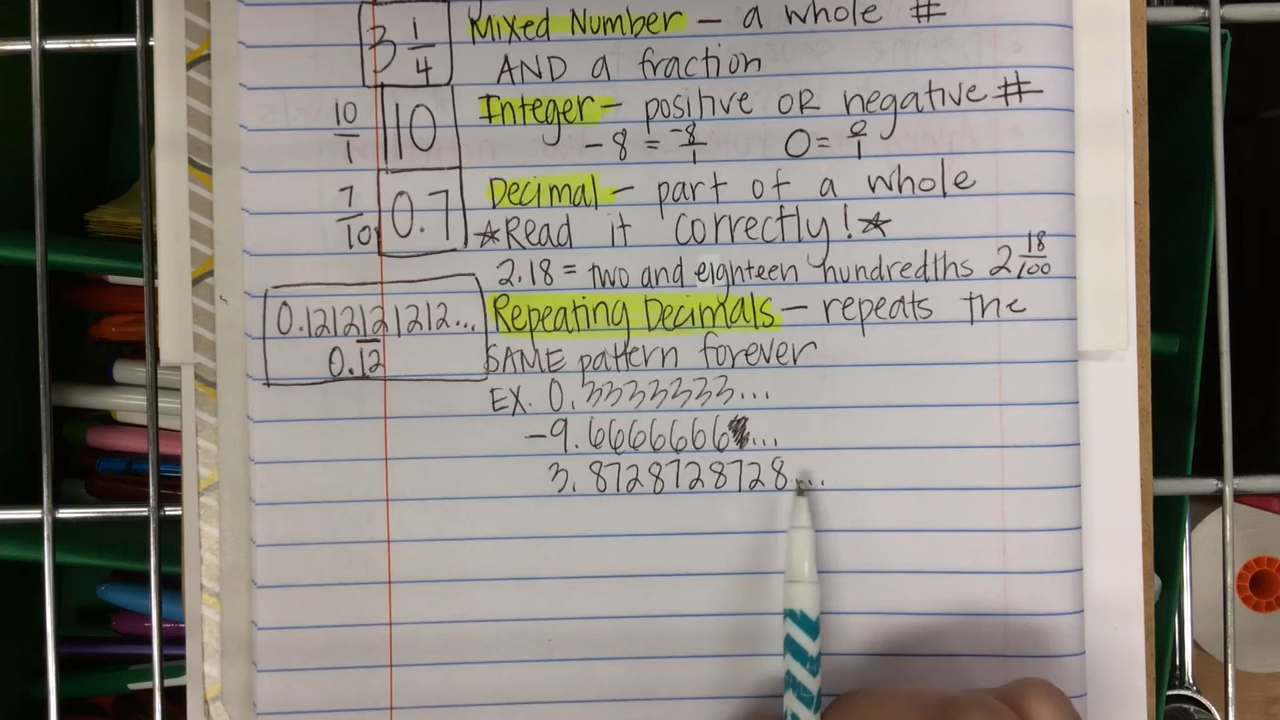 3 1/4 Mixed Number – a whole #
AND a fraction
10/1 10 Integer – positive OR negative #
-8 = -8/1 0 = 0/1
7/10 0.7 Decimal – part of a whole
☆Read it correctly!☆
2.18 = two and eighteen hundredths 2 18/100
0.1212121212... Repeating Decimals – repeats the
0.12 SAME pattern forever
EX. 0.3333333...
-9.6666666...
3.8728728728...